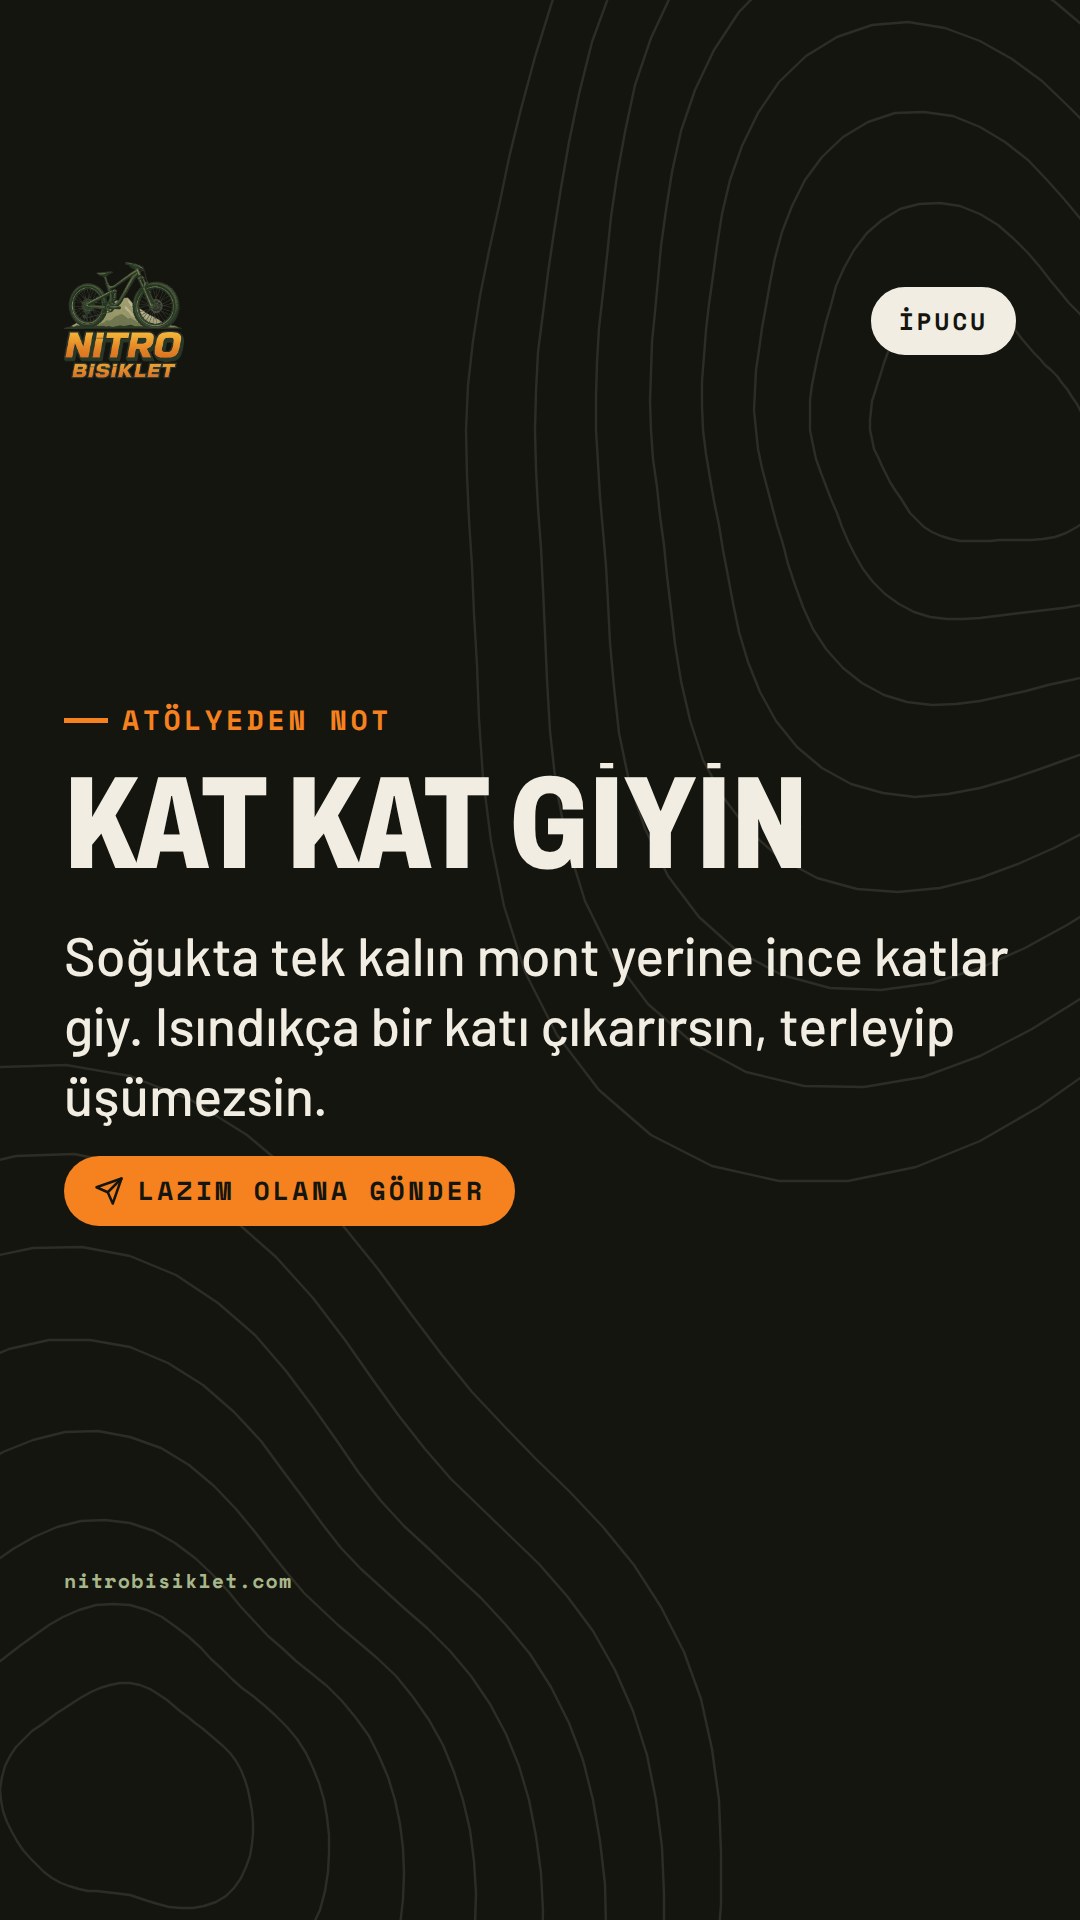 NiTRO
BiSiKLET
İPUCU
ATÖLYEDEN NOT
KAT KAT GİYİN
Soğukta tek kalın mont yerine ince katlar
giy. Isındıkça bir katı çıkarırsın, terleyip
üşümezsin.
LAZIM OLANA GÖNDER
nitrobisiklet.com